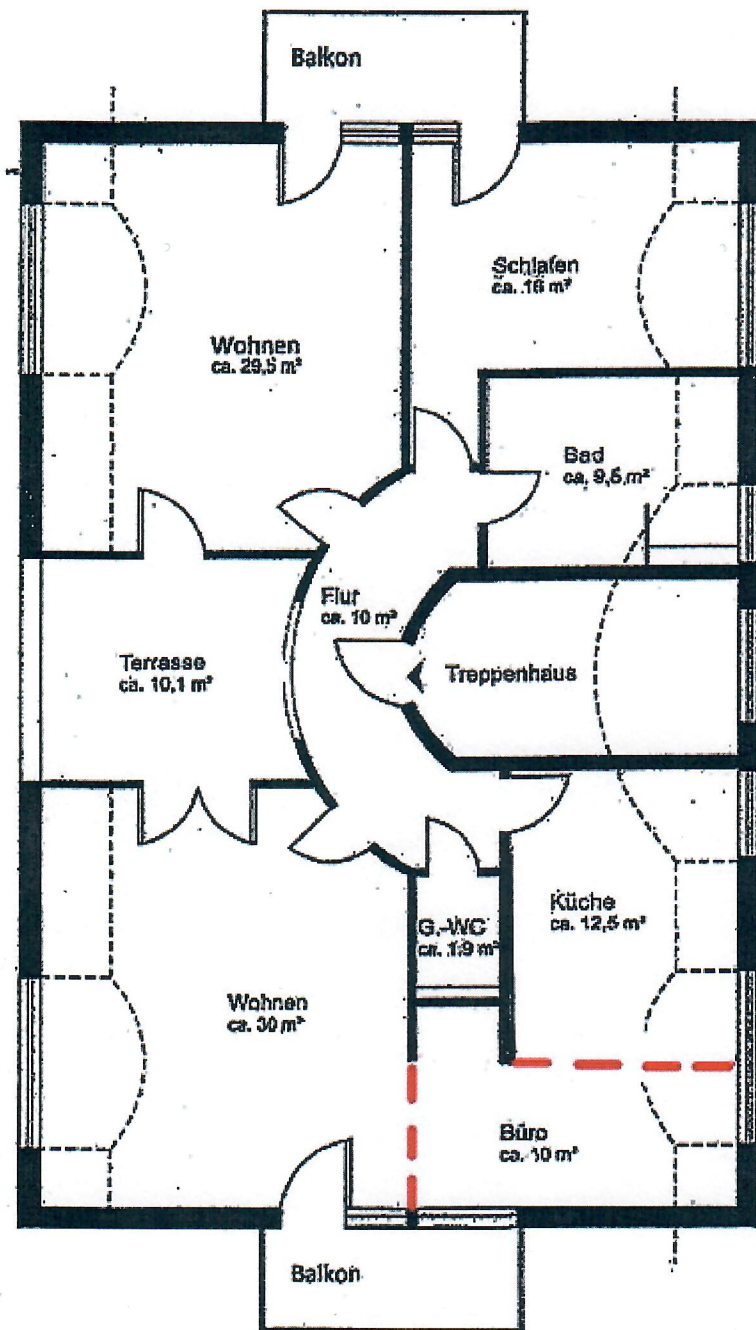 Balkon
Schlafen
ca. 16 m²
Wohnen
ca. 29,5 m²
Bad
ca. 9,5 m²
Flur
ca. 10 m²
Terrasse
ca. 10,1 m²
Treppenhaus
Küche
ca. 12,5 m²
G.-WC
ca. 1.9 m²
Wohnen
ca. 30 m²
Büro
ca. 10 m²
Balkon